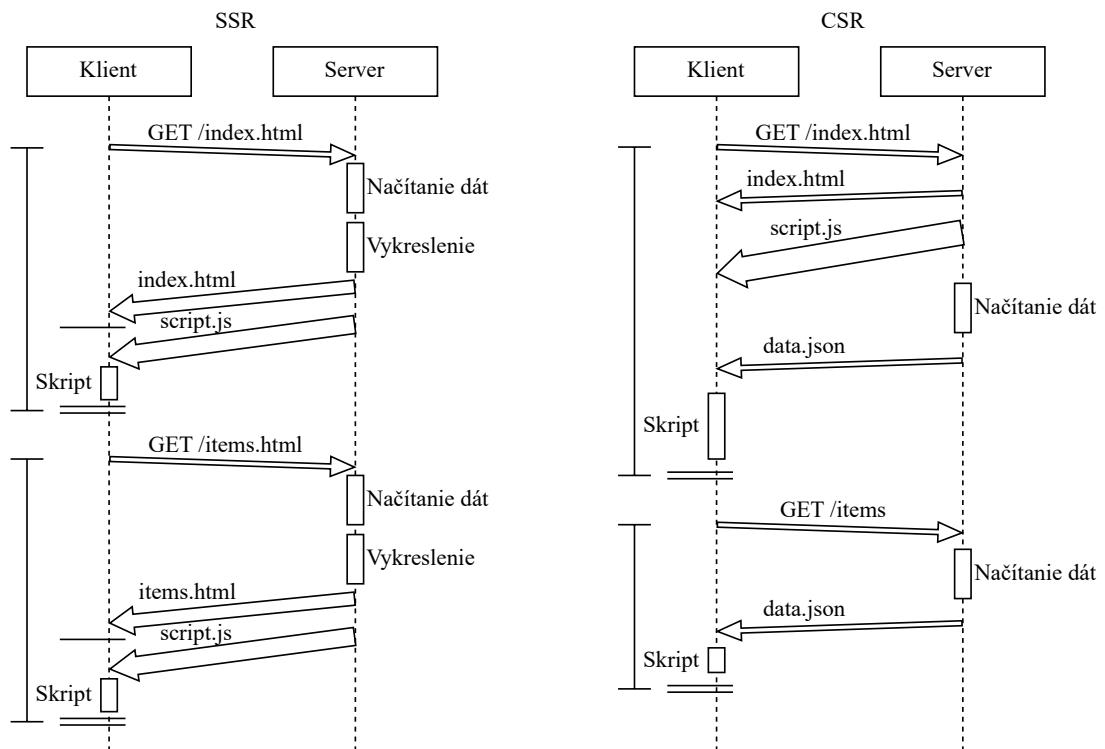 SSR
Klient
Server
GET /index.html
Načítanie dát
Vykreslenie
index.html
script.js
Skript
GET /items.html
Načítanie dát
Vykreslenie
items.html
script.js
Skript
CSR
Klient
Server
GET /index.html
index.html
script.js
Načítanie dát
data.json
Skript
GET /items
Načítanie dát
data.json
Skript